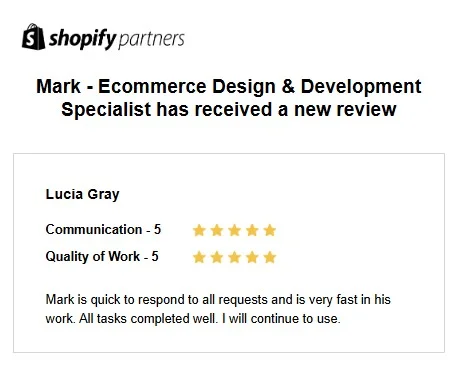 shopify partners
Mark - Ecommerce Design & Development
Specialist has received a new review
Lucia Gray
Communication - 5
Quality of Work - 5
Mark is quick to respond to all requests and is very fast in his
work. All tasks completed well. I will continue to use.